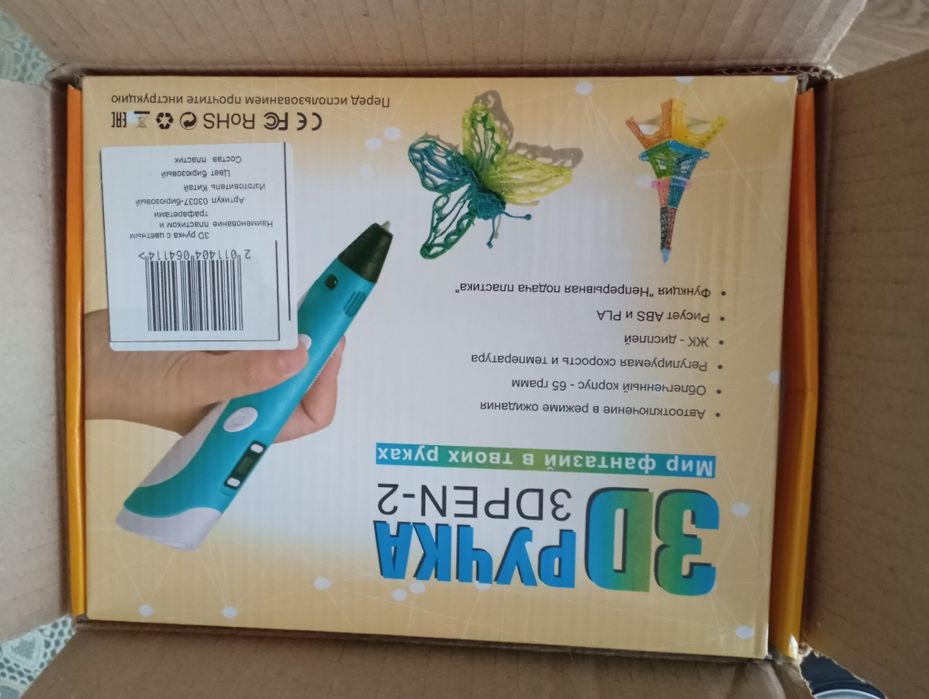 3D РУЧКА
3DPEN-2
Мир фантазий в твоих руках
Автоотключение в режиме ожидания
Облегченный корпус - 65 грамм
Регулируемая скорость и температура
ЖК - дисплей
Рисует ABS и PLA
Функция "Непрерывная подача пластика"
2 011404 064114 >
3D ручка с цветным
Наименование пластиком и
трафаретами
Артикул 03037-бирюзовый
Изготовитель Китай
Цвет бирюзовый
Состав пластик
CE FC RoHS EAC
Перед использованием прочтите инструкцию